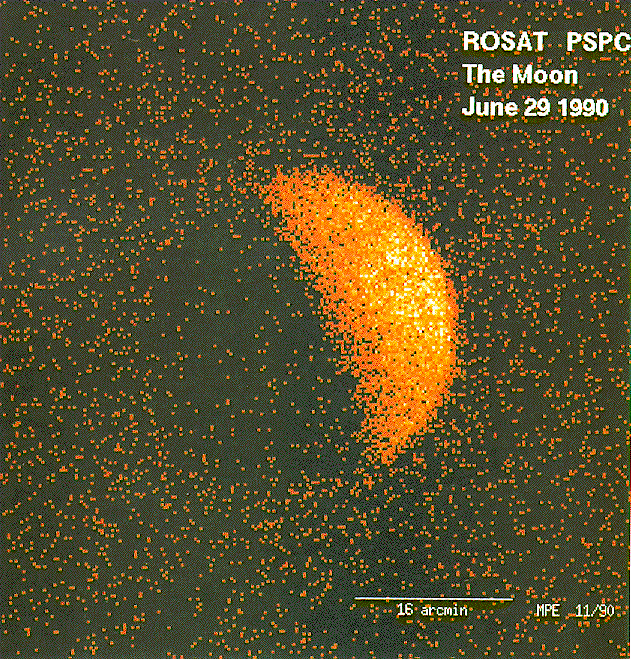 ROSAT PSPC
The Moon
June 29 1990
16 arcmin
MPE 11/90